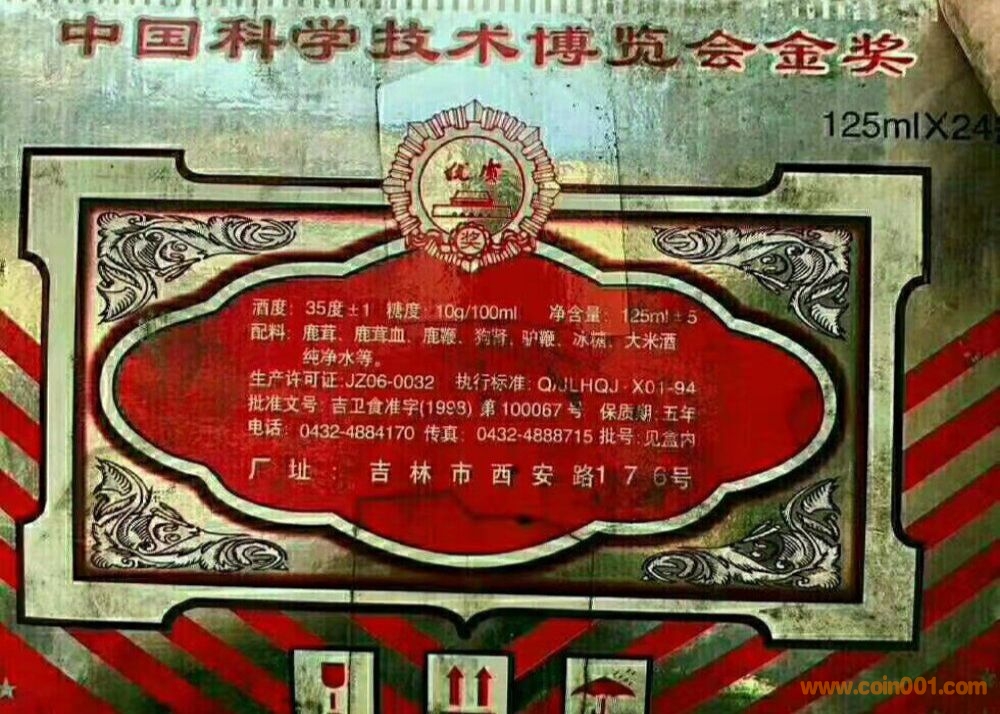 中国科学技术博览会金奖
125mlX24
优质
奖
酒度: 35度±1 糖度: 10g/100ml 净含量: 125ml±5
配料: 鹿茸、鹿茸血、鹿鞭、狗肾、驴鞭、冰糖、大米酒
纯净水等。
生产许可证:JZ06-0032 执行标准: Q/JLHQJ·X01-94
批准文号: 吉卫食准字(1998) 第100067号 保质期:五年
电话: 0432-4884170 传真: 0432-4888715 批号:见盒内
厂址: 吉林市西安路176号
www.coin001.com